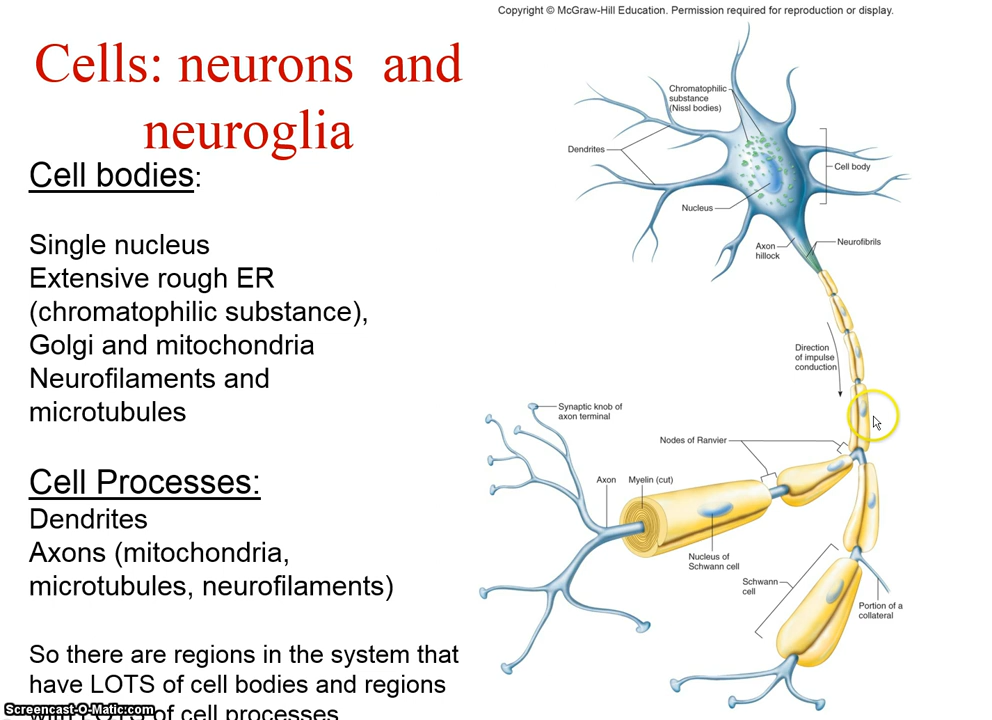 Copyright © McGraw-Hill Education. Permission required for reproduction or display.
Cells: neurons and
neuroglia
Cell bodies:
Single nucleus
Extensive rough ER
(chromatophilic substance),
Golgi and mitochondria
Neurofilaments and
microtubules
Cell Processes:
Dendrites
Axons (mitochondria,
microtubules, neurofilaments)
So there are regions in the system that
have LOTS of cell bodies and regions
with LOTS of cell processes
Chromatophilic
substance
(Nissl bodies)
Dendrites
Cell body
Nucleus
Axon
hillock
Neurofibrils
Direction
of impulse
conduction
Synaptic knob of
axon terminal
Nodes of Ranvier
Axon
Myelin (cut)
Nucleus of
Schwann cell
Schwann
cell
Portion of a
collateral
Screencast-O-Matic.com